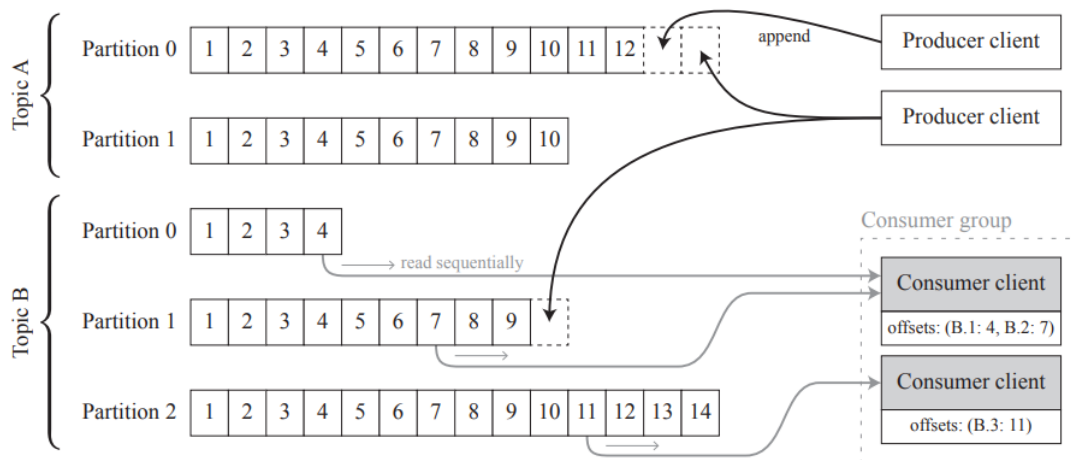 Topic A
Partition 0 1 2 3 4 5 6 7 8 9 10 11 12
append
Producer client
Producer client
Partition 1 1 2 3 4 5 6 7 8 9 10
Topic B
Partition 0 1 2 3 4
read sequentially
Consumer group
Consumer client
offsets: (B.1: 4, B.2: 7)
Partition 1 1 2 3 4 5 6 7 8 9
Consumer client
offsets: (B.3: 11)
Partition 2 1 2 3 4 5 6 7 8 9 10 11 12 13 14